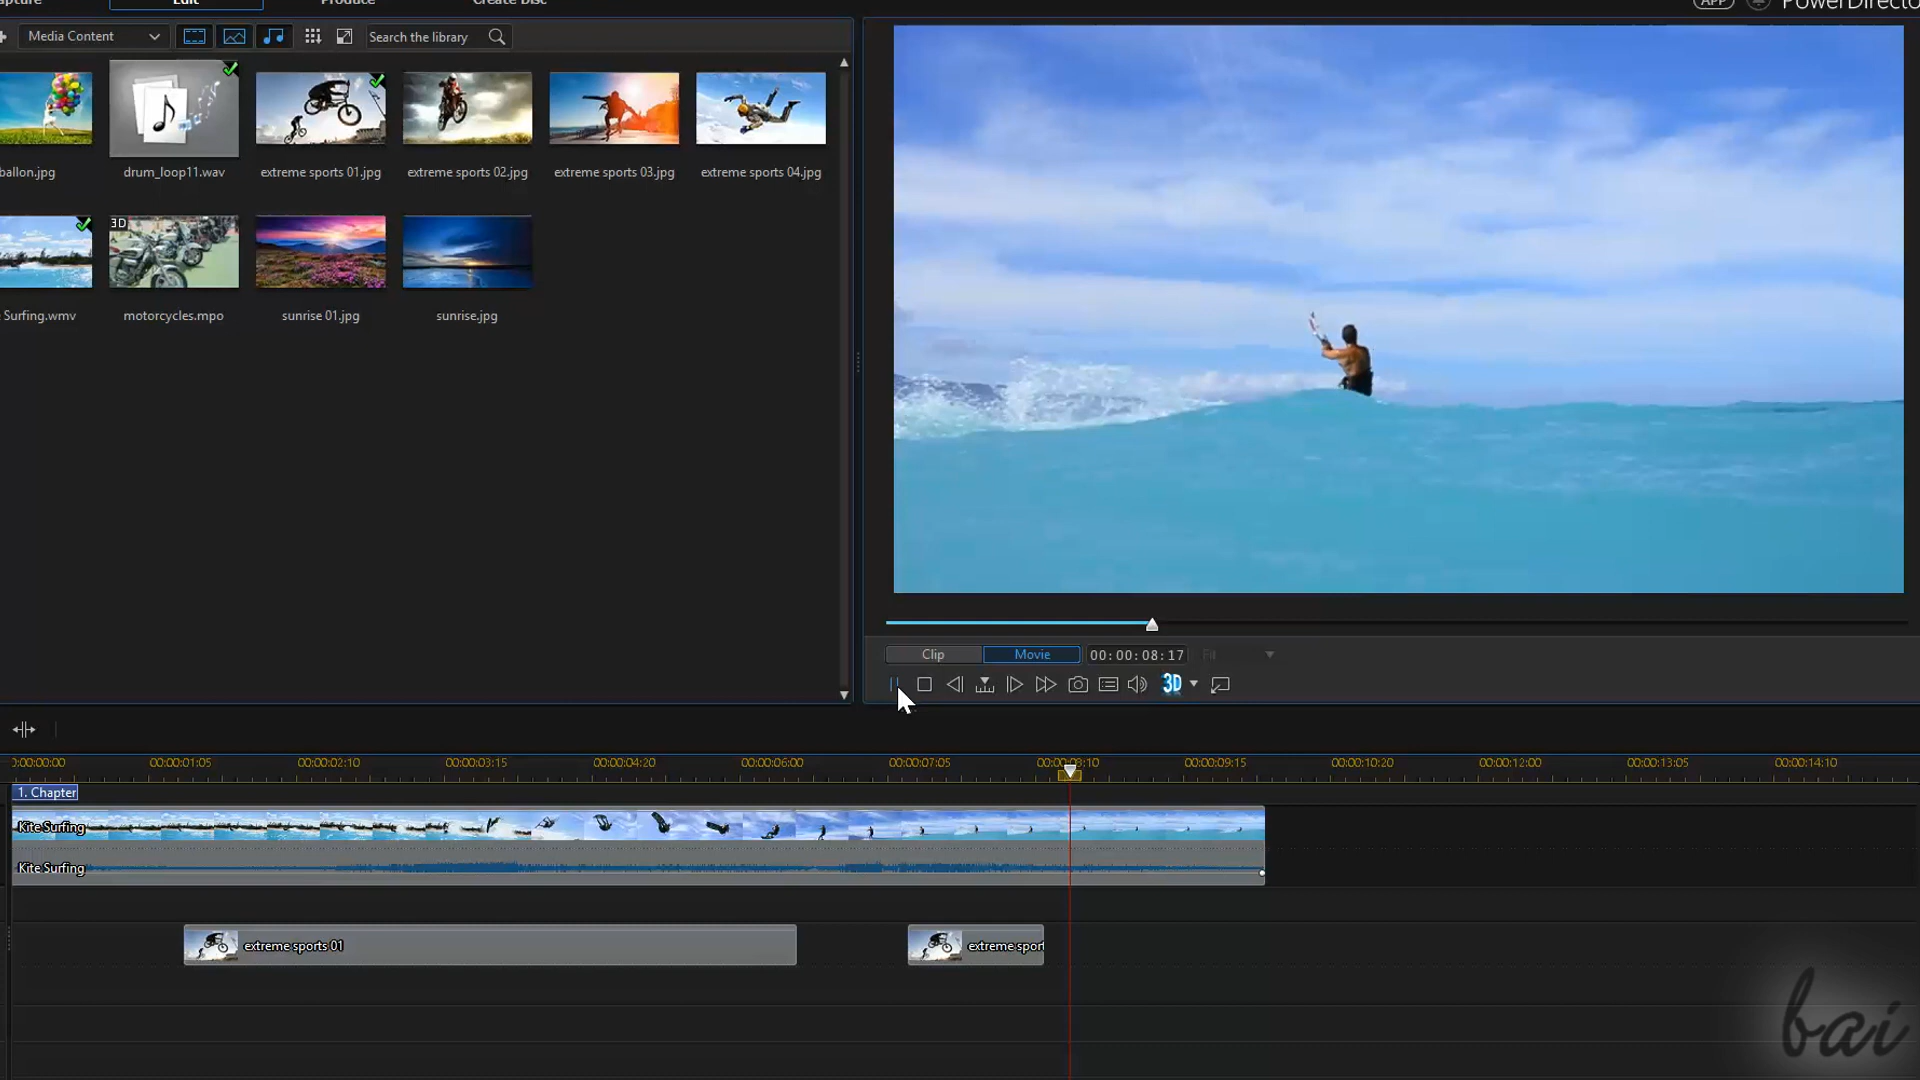 Edit
Produce
Create Disc
APP
PowerDirecto
Media Content
Search the library
ballon.jpg
drum_loop11.wav
extreme sports 01.jpg
extreme sports 02.jpg
extreme sports 03.jpg
extreme sports 04.jpg
3D
Surfing.wmv
motorcycles.mpo
sunrise 01.jpg
sunrise.jpg
Clip
Movie
00:00:08:17
Fit
3D
00:00:00:00
00:00:01:05
00:00:02:10
00:00:03:15
00:00:04:20
00:00:06:00
00:00:07:05
00:00:08:10
00:00:09:15
00:00:10:20
00:00:12:00
00:00:13:05
00:00:14:10
1. Chapter
Kite Surfing
Kite Surfing
extreme sports 01
extreme sport
bai